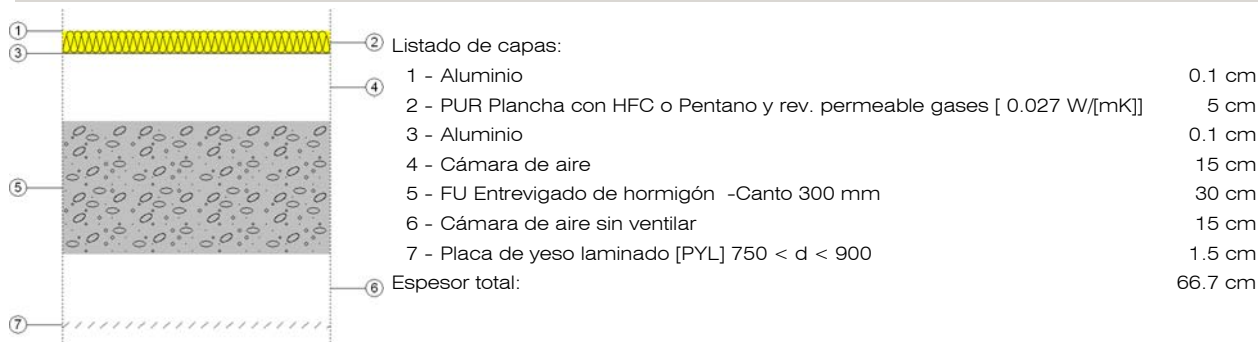 1
3
2
4
5
6
7
Listado de capas:
1 - Aluminio 0.1 cm
2 - PUR Plancha con HFC o Pentano y rev. permeable gases [ 0.027 W/[mK]] 5 cm
3 - Aluminio 0.1 cm
4 - Cámara de aire 15 cm
5 - FU Entrevigado de hormigón -Canto 300 mm 30 cm
6 - Cámara de aire sin ventilar 15 cm
7 - Placa de yeso laminado [PYL] 750 < d < 900 1.5 cm
Espesor total: 66.7 cm